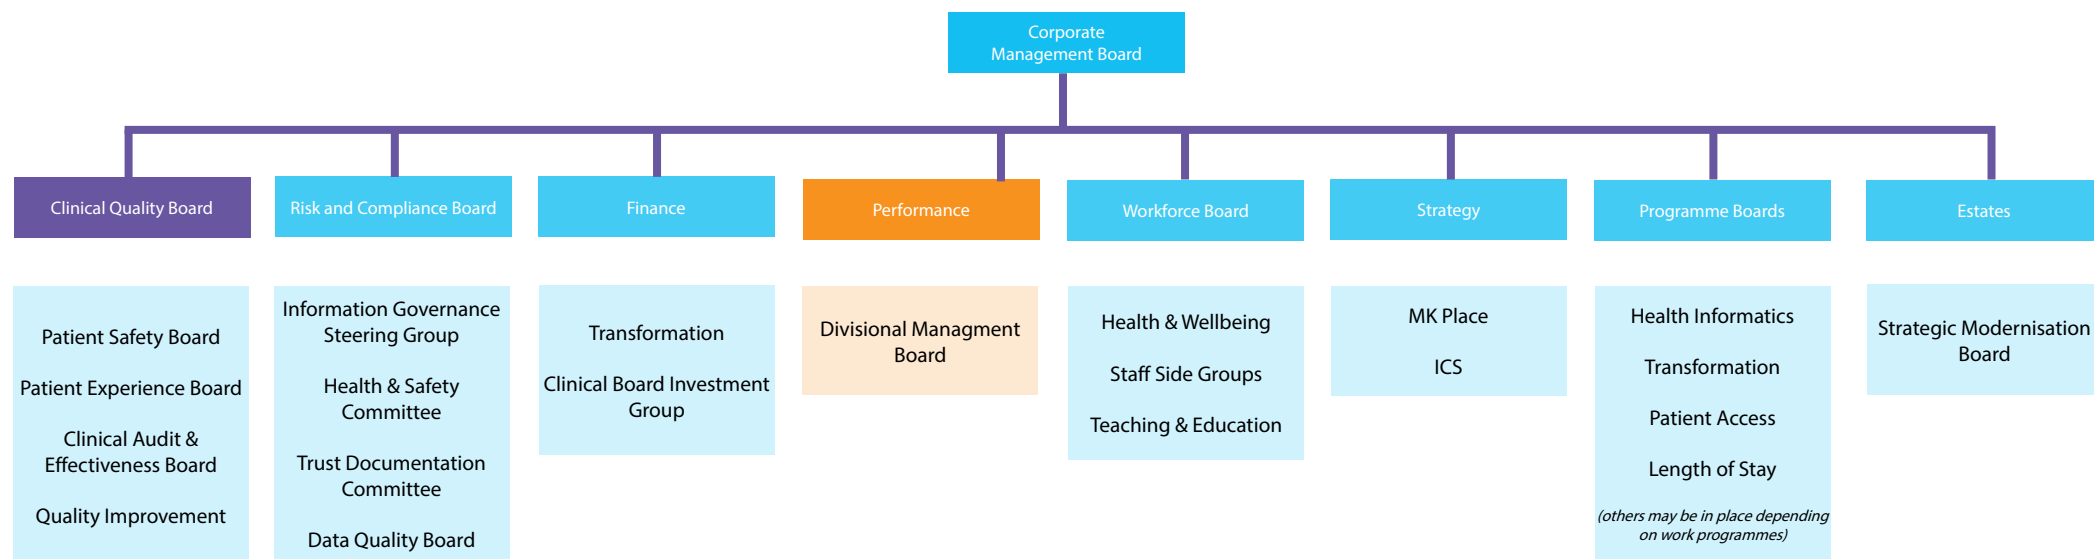 Corporate
Management Board
Clinical Quality Board
Risk and Compliance Board
Finance
Performance
Workforce Board
Strategy
Programme Boards
Estates
Patient Safety Board
Patient Experience Board
Clinical Audit &
Effectiveness Board
Quality Improvement
Information Governance
Steering Group
Health & Safety
Committee
Trust Documentation
Committee
Data Quality Board
Transformation
Clinical Board Investment
Group
Divisional Managment
Board
Health & Wellbeing
Staff Side Groups
Teaching & Education
MK Place
ICS
Health Informatics
Transformation
Patient Access
Length of Stay
(others may be in place depending
on work programmes)
Strategic Modernisation
Board